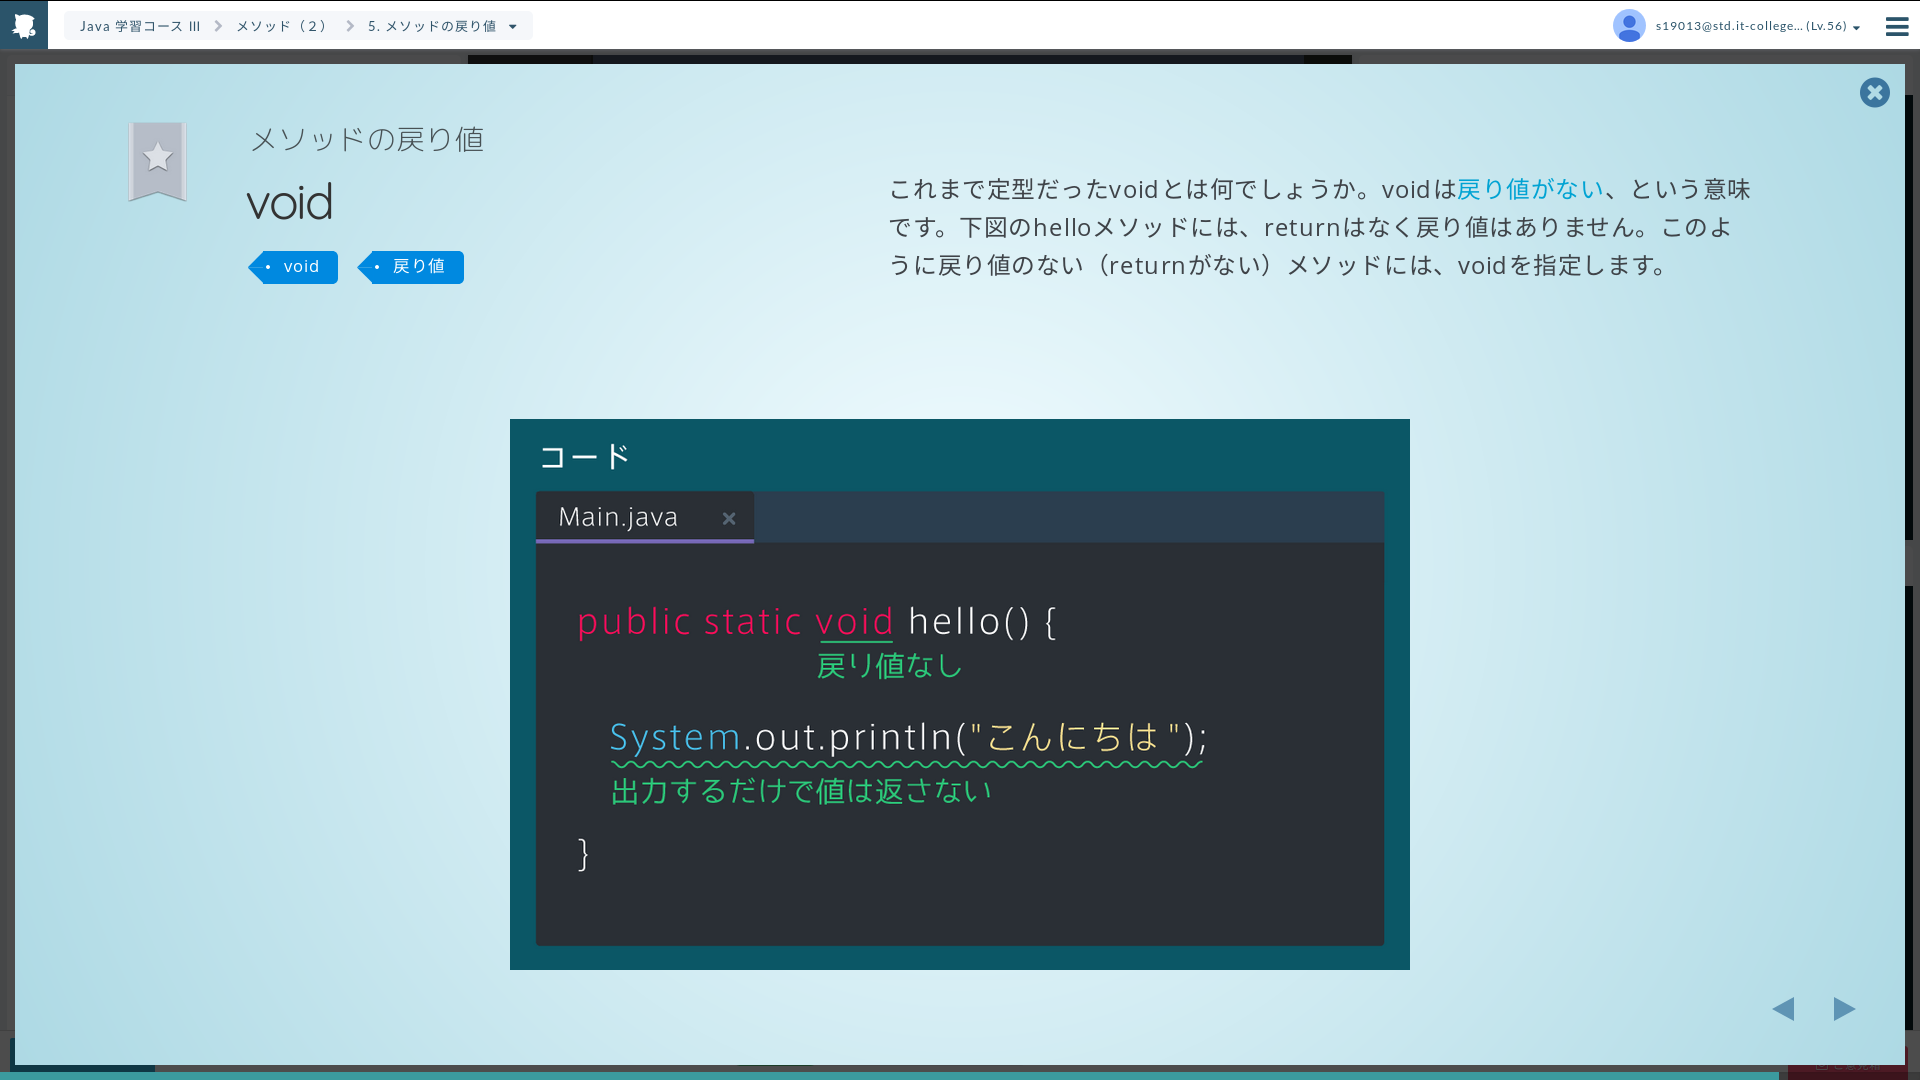 Java 学習コース III メソッド（2） 5. メソッドの戻り値
s19013@std.it-college... (Lv.56)
メソッドの戻り値
void
void 戻り値
これまで定型だったvoidとは何でしょうか。voidは戻り値がない、という意味
です。下図のhelloメソッドには、returnはなく戻り値はありません。このよ
うに戻り値のない（returnがない）メソッドには、voidを指定します。
コード
Main.java
public static void hello() {
戻り値なし
System.out.println("こんにちは");
出力するだけで値は返さない
}